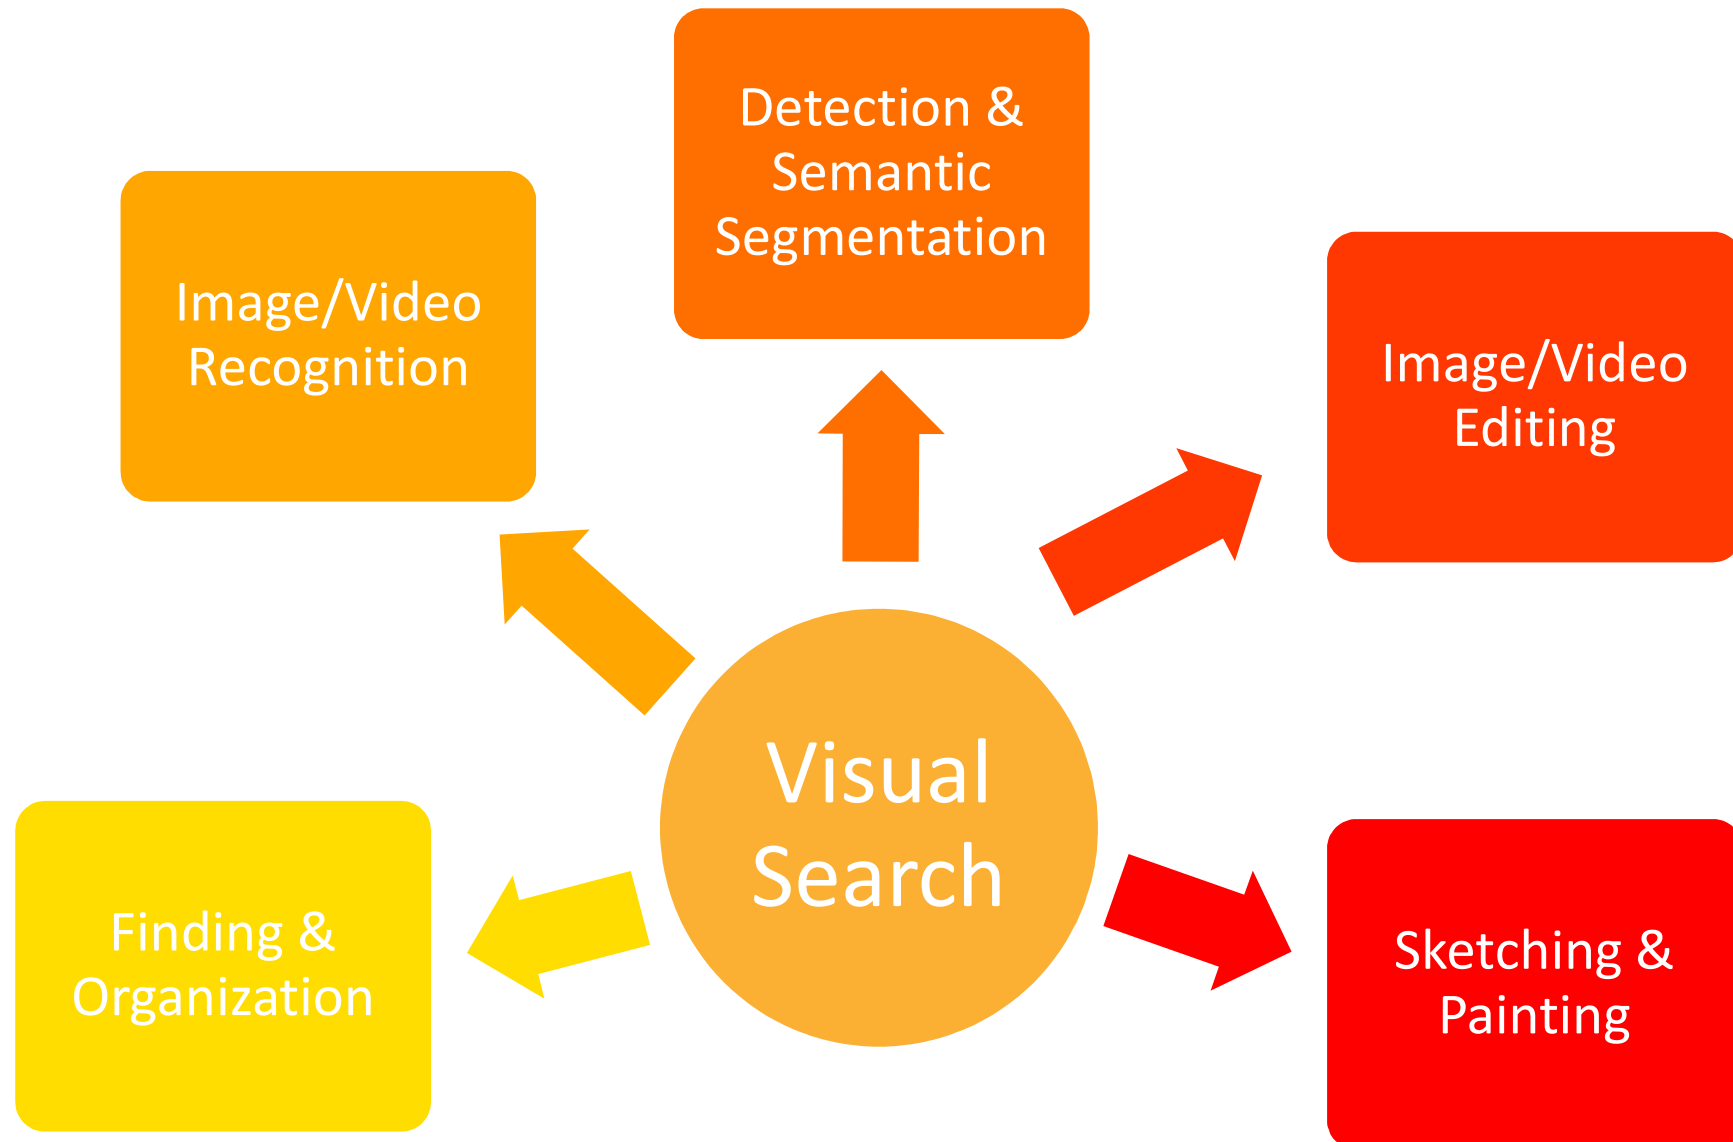 Detection &
Semantic
Segmentation
Image/Video
Recognition
Image/Video
Editing
Visual
Search
Finding &
Organization
Sketching &
Painting